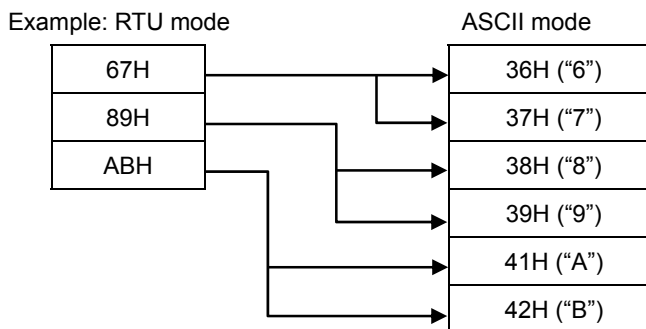 Example: RTU mode
ASCII mode
67H
36H (“6”)
89H
37H (“7”)
ABH
38H (“8”)
39H (“9”)
41H (“A”)
42H (“B”)